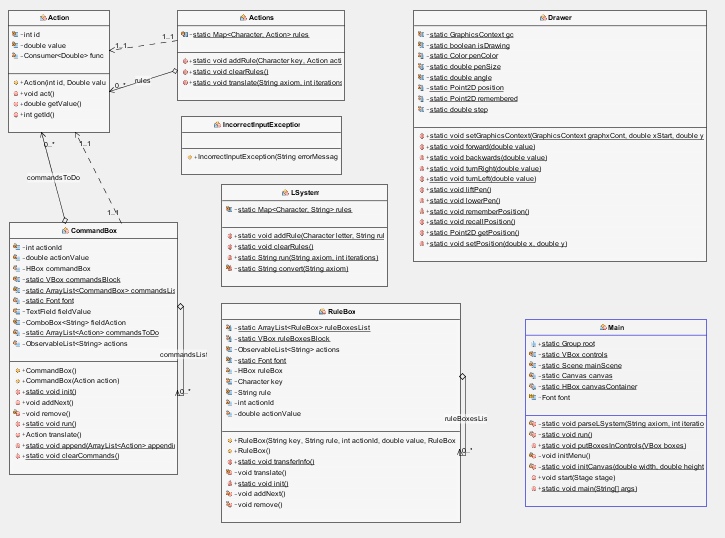 Action
-int id
-double value
-Consumer<Double> func
+Action(int id, Double valu
+void act()
+double getValue()
+int getId()
1..1
1..1
0..*
rules
Actions
-static Map<Character, Action> rules
+static void addRule(Character key, Action acti
+static void clearRules()
+static void translate(String axiom, int iterations
IncorrectInputException
+IncorrectInputException(String errorMessag
LSystem
-static Map<Character, String> rules
+static void addRule(Character letter, String rul
+static void clearRules()
+static String run(String axiom, int iterations)
-static String convert(String axiom)
Drawer
-static GraphicsContext gc
-static boolean isDrawing
-static Color penColor
-static double penSize
-static double angle
-static Point2D position
-static Point2D remembered
-static double step
+static void setGraphicsContext(GraphicsContext graphxCont, double xStart, double y
+static void forward(double value)
+static void backwards(double value)
+static void turnRight(double value)
+static void turnLeft(double value)
+static void liftPen()
+static void lowerPen()
+static void rememberPosition()
+static void recallPosition()
+static Point2D getPosition()
+static void setPosition(double x, double y)
0..*
1..1
commandsToDo
1..1
CommandBox
-int actionId
-double actionValue
-HBox commandBox
-static VBox commandsBlock
-static ArrayList<CommandBox> commandsLis
-static Font font
-TextField fieldValue
-ComboBox<String> fieldAction
-static ArrayList<Action> commandsToDo
-ObservableList<String> actions
+CommandBox()
+CommandBox(Action action)
+static void init()
+void addNext()
-void remove()
+static void run()
+Action translate()
+static void append(ArrayList<Action> appendi
+static void clearCommands()
commandsList
0..*
RuleBox
-static ArrayList<RuleBox> ruleBoxesList
-static VBox ruleBoxesBlock
-ObservableList<String> actions
-static Font font
-HBox ruleBox
-Character key
-String rule
-int actionId
-double actionValue
+RuleBox(String key, String rule, int actionId, double value, RuleBox
+RuleBox()
+static void transferInfo()
-void translate()
+static void init()
-void addNext()
-void remove()
ruleBoxesLis
0..*
Main
+static Group root
-static VBox controls
-static Scene mainScene
-static Canvas canvas
-static HBox canvasContainer
-Font font
-static void parseLSystem(String axiom, int iteratio
+static void run()
+static void putBoxesInControls(VBox boxes)
-void initMenu()
-static void initCanvas(double width, double height
+void start(Stage stage)
+static void main(String[] args)